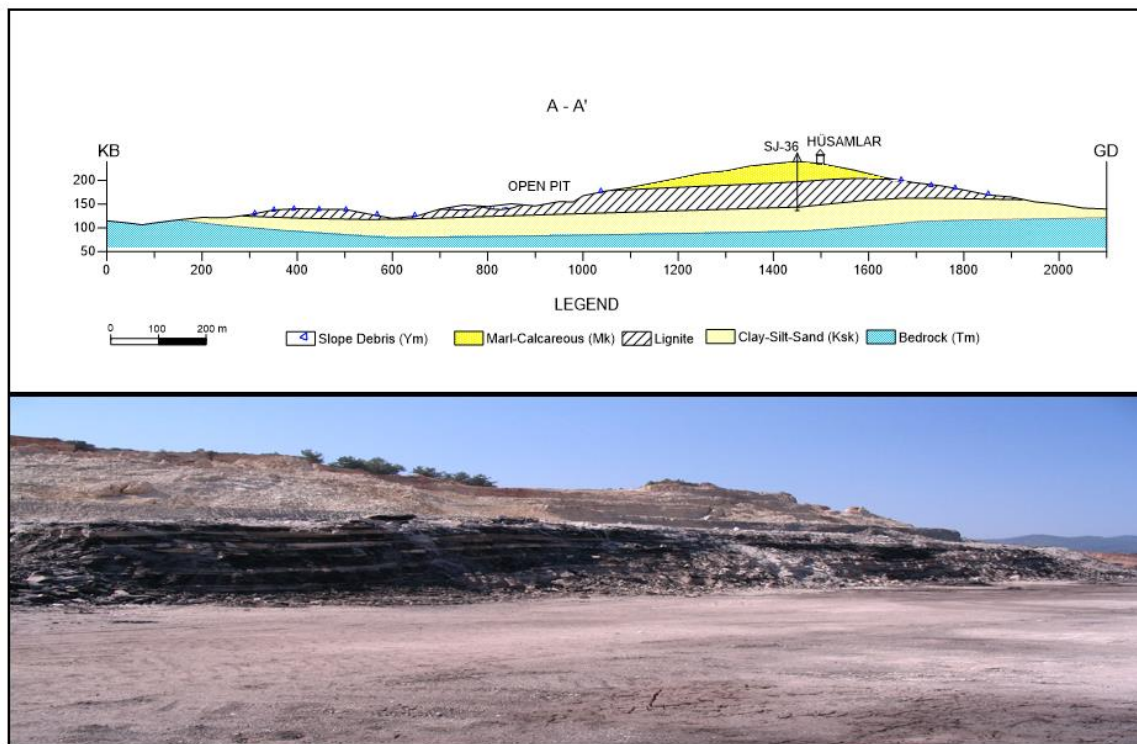 A - A'
KB
GD
SJ-36
HÜSAMLAR
OPEN PIT
200
150
100
50
0 200 400 600 800 1000 1200 1400 1600 1800 2000
LEGEND
0 100 200 m
Slope Debris (Ym)
Marl-Calcareous (Mk)
Lignite
Clay-Silt-Sand (Ksk)
Bedrock (Tm)